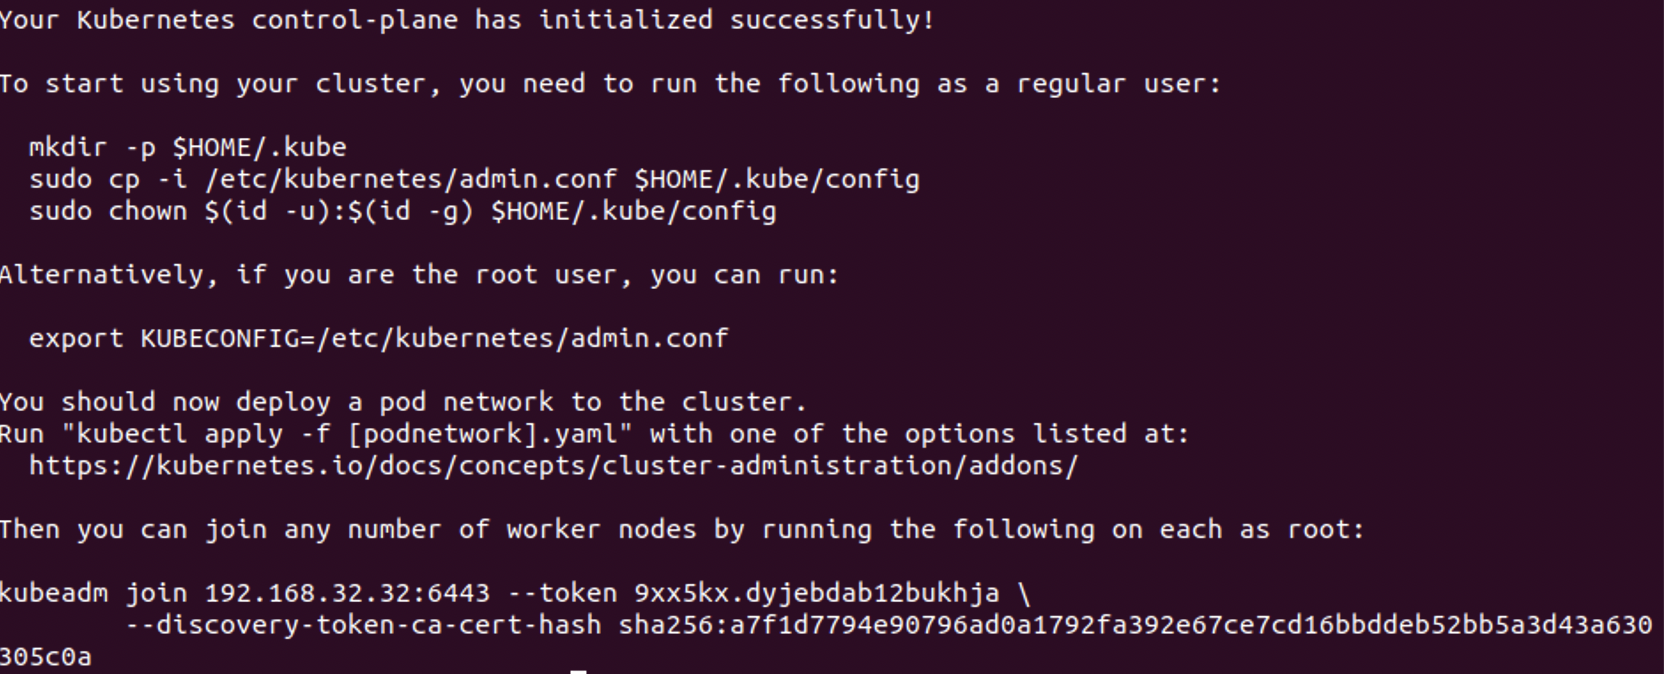 Your Kubernetes control-plane has initialized successfully!
To start using your cluster, you need to run the following as a regular user:
mkdir -p $HOME/.kube
sudo cp -i /etc/kubernetes/admin.conf $HOME/.kube/config
sudo chown $(id -u):$(id -g) $HOME/.kube/config
Alternatively, if you are the root user, you can run:
export KUBECONFIG=/etc/kubernetes/admin.conf
You should now deploy a pod network to the cluster.
Run "kubectl apply -f [podnetwork].yaml" with one of the options listed at:
https://kubernetes.io/docs/concepts/cluster-administration/addons/
Then you can join any number of worker nodes by running the following on each as root:
kubeadm join 192.168.32.32:6443 --token 9xx5kx.dyjebdab12bukhja \
--discovery-token-ca-cert-hash sha256:a7f1d7794e90796ad0a1792fa392e67ce7cd16bbddeb52bb5a3d43a630
305c0a